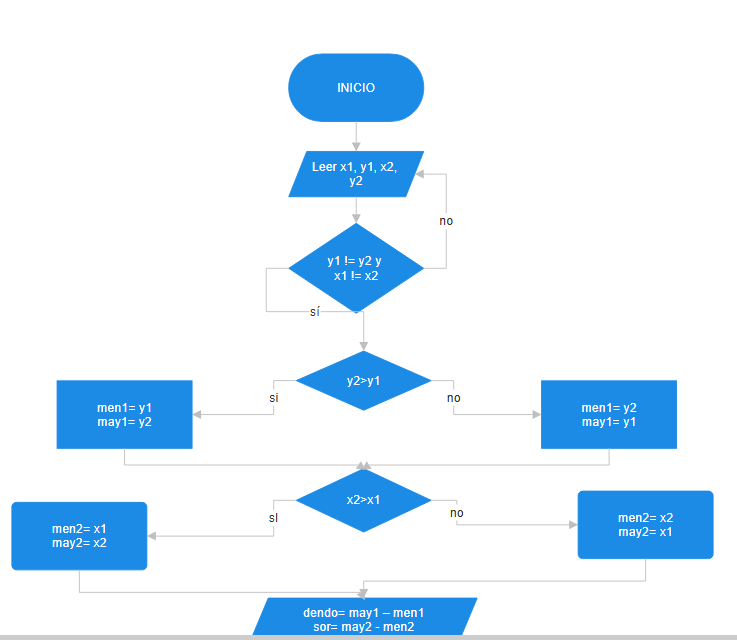 INICIO
Leer x1, y1, x2,
y2
no
y1 != y2 y
x1 != x2
sí
y2>y1
si
no
men1= y1
may1= y2
men1= y2
may1= y1
x2>x1
sI
no
men2= x1
may2= x2
men2= x2
may2= x1
dendo= may1 – men1
sor= may2 - men2